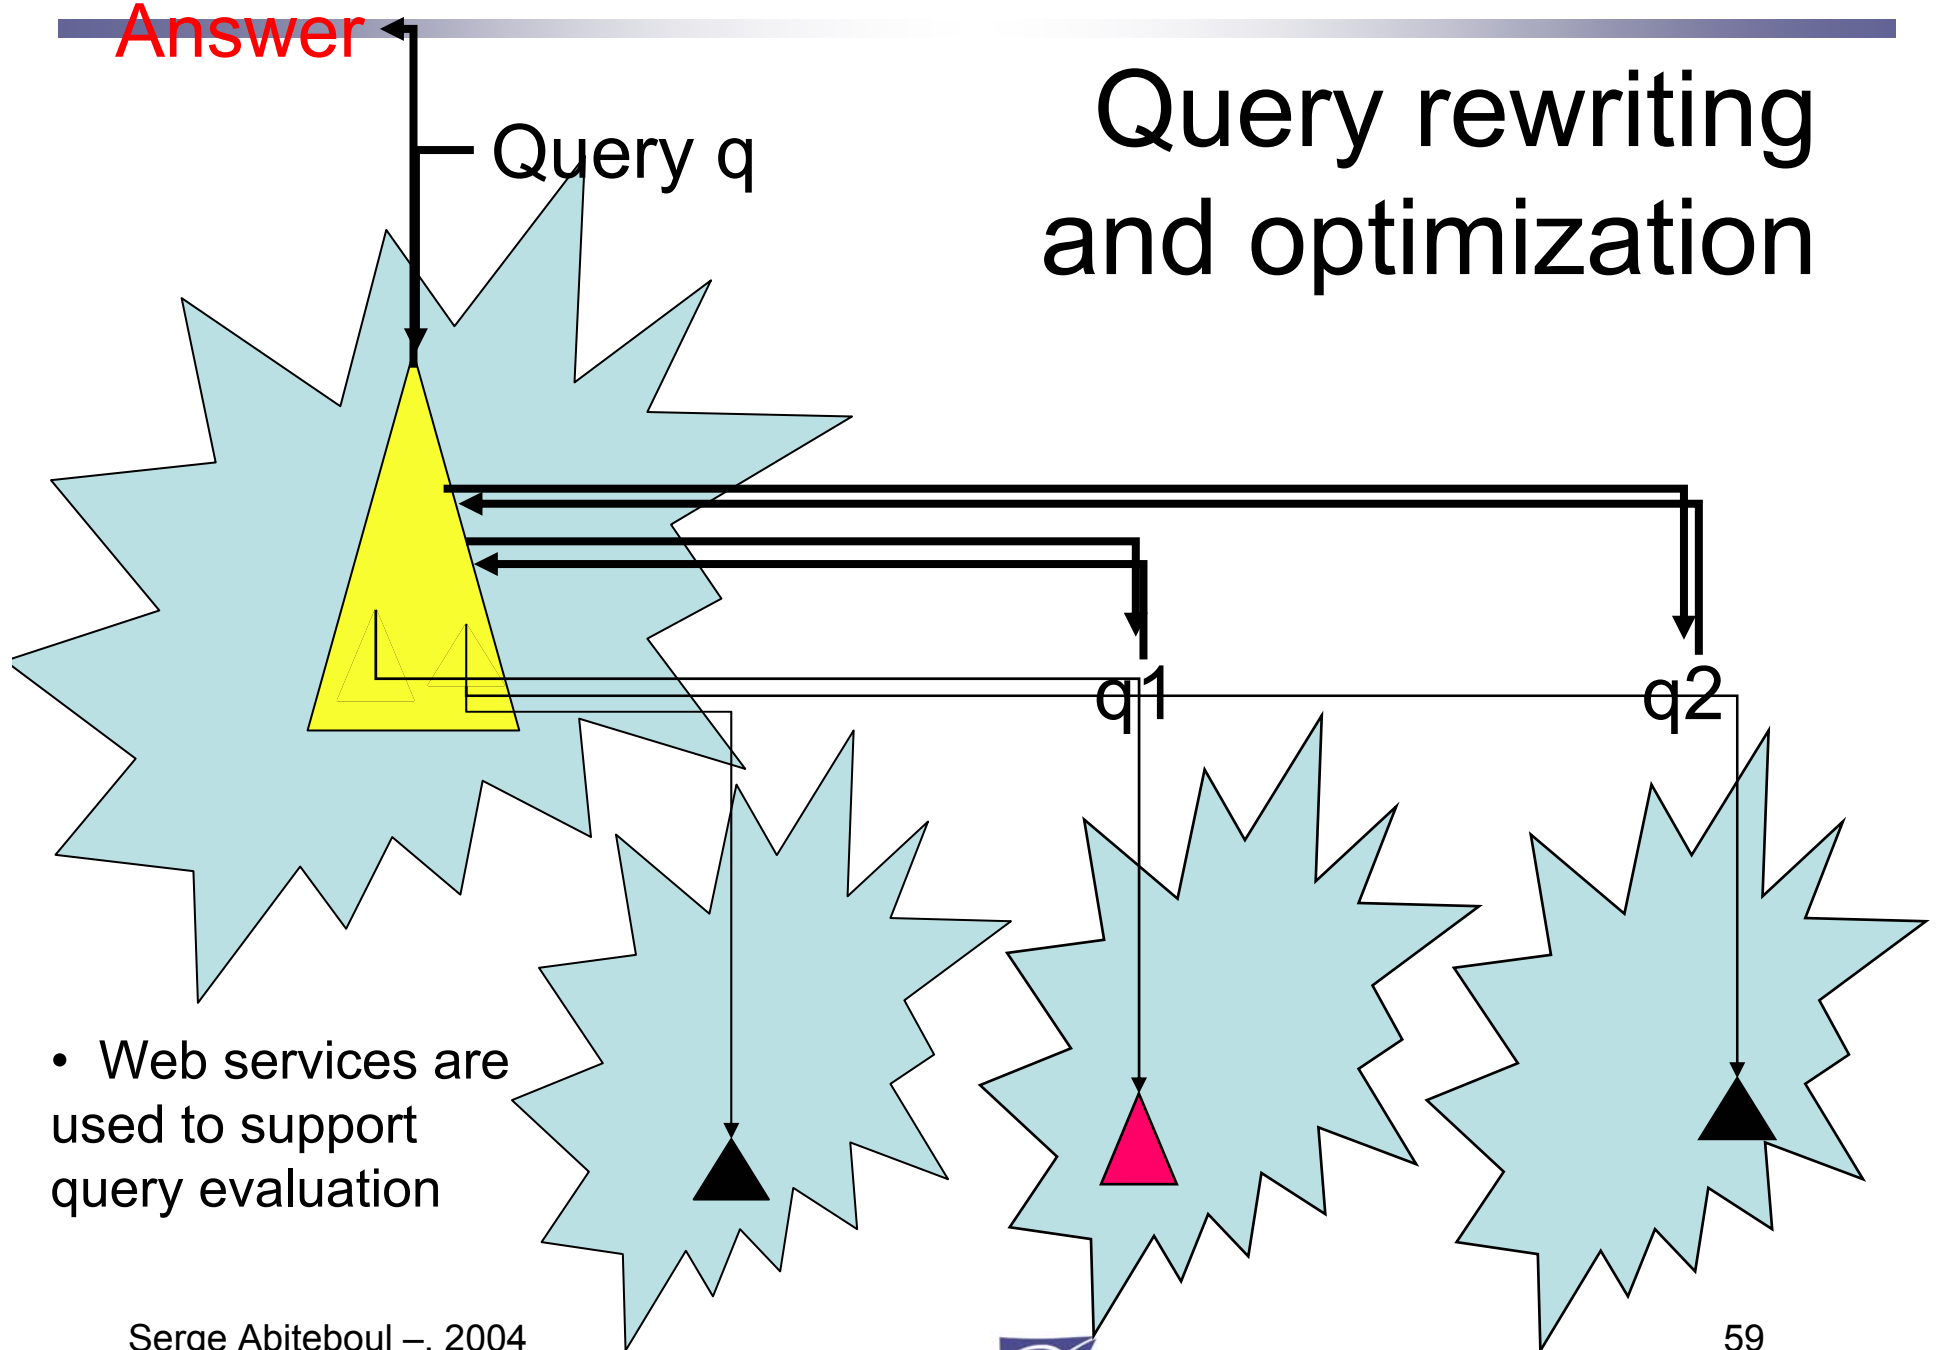 Answer
Query q
Query rewriting
and optimization
q1
q2
• Web services are
used to support
query evaluation
Serge Abiteboul –, 2004
59